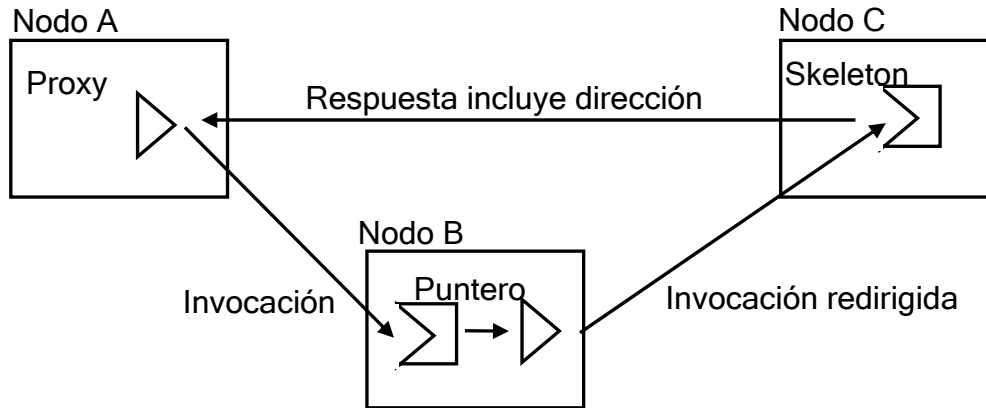 Nodo A
Nodo C
Proxy
Skeleton
Respuesta incluye dirección
Nodo B
Puntero
Invocación
Invocación redirigida